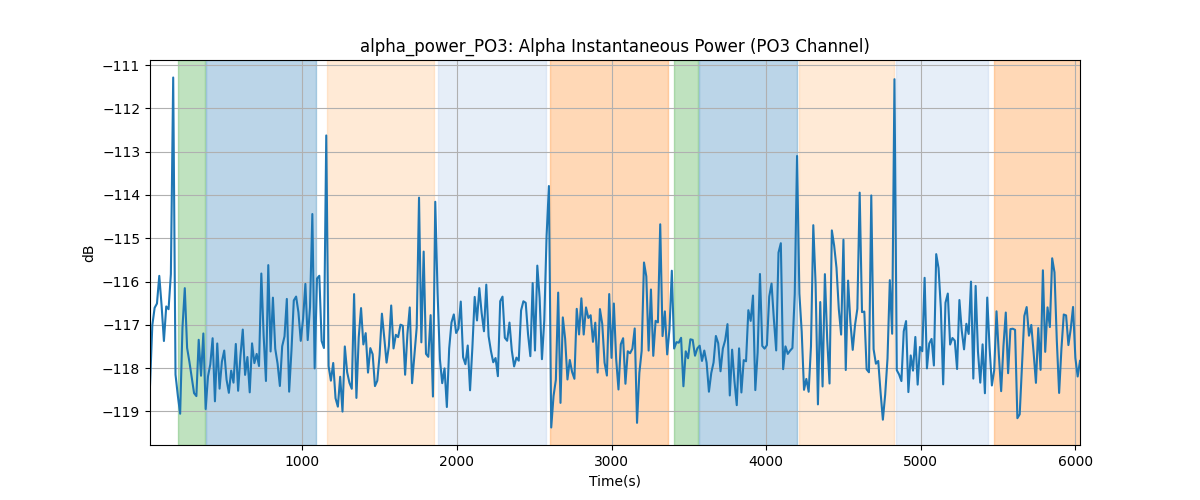 alpha_power_PO3: Alpha Instantaneous Power (PO3 Channel)
−111
−112
−113
−114
−115
−116
−117
−118
−119
dB
1000 2000 3000 4000 5000 6000
Time(s)